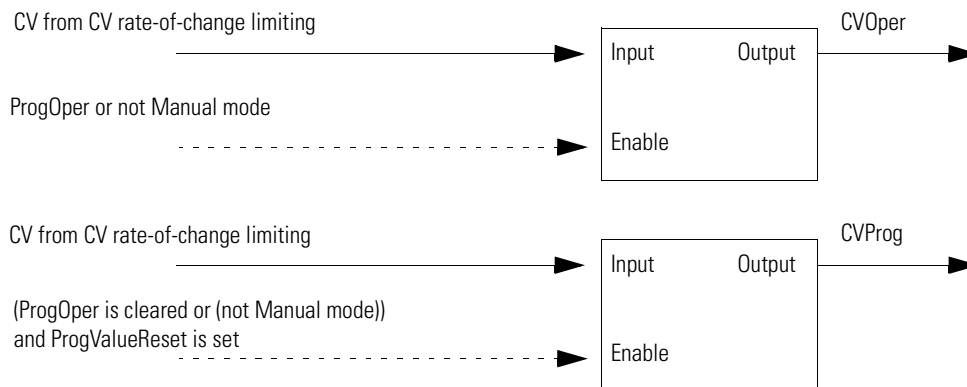 CV from CV rate-of-change limiting
CVOper
Input
Output
ProgOper or not Manual mode
Enable
CV from CV rate-of-change limiting
CVProg
Input
Output
(ProgOper is cleared or (not Manual mode))
and ProgValueReset is set
Enable